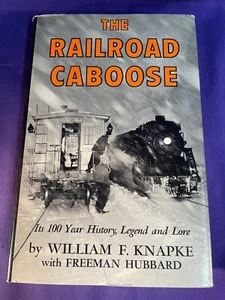 THE
RAILROAD
CABOOSE
Its 100 Year History, Legend and Lore
by WILLIAM F. KNAPKE
with FREEMAN HUBBARD